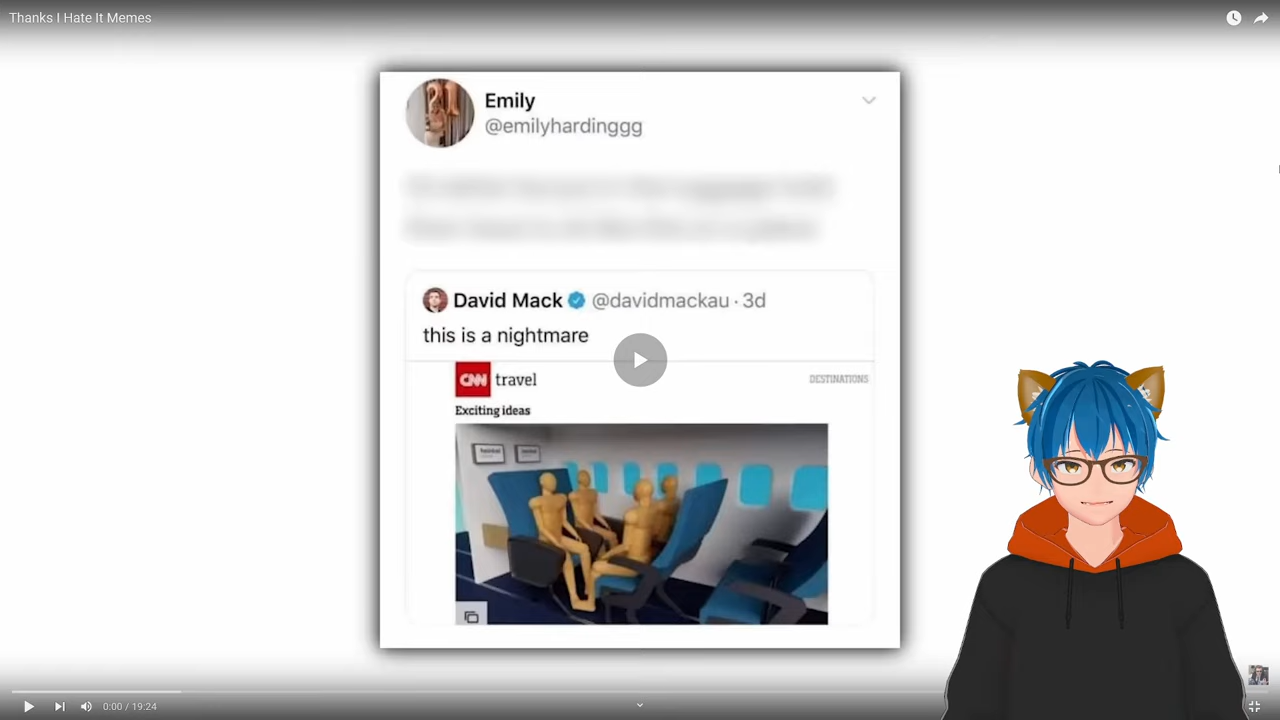 Thanks I Hate It Memes
Emily
@emilyhardinggg
David Mack @davidmackau · 3d
this is a nightmare
CNN travel
DESTINATIONS
Exciting ideas
0:00 / 19:24